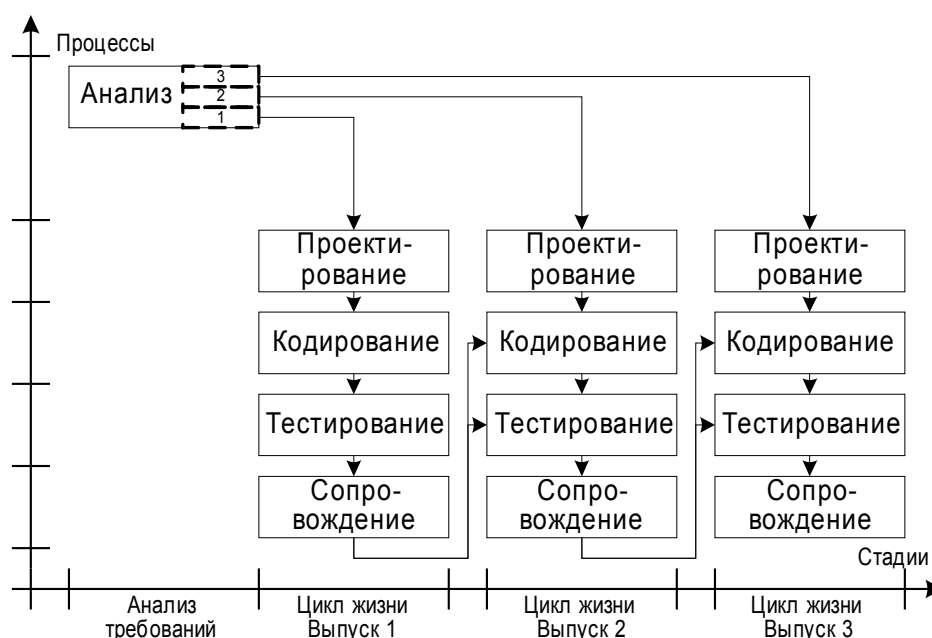 Процессы
Анализ
3
2
1
Проекти-
рование
Проекти-
рование
Проекти-
рование
Кодирование
Кодирование
Кодирование
Тестирование
Тестирование
Тестирование
Сопро-
вождение
Сопро-
вождение
Сопро-
вождение
Стадии
Анализ
требований
Цикл жизни
Выпуск 1
Цикл жизни
Выпуск 2
Цикл жизни
Выпуск 3